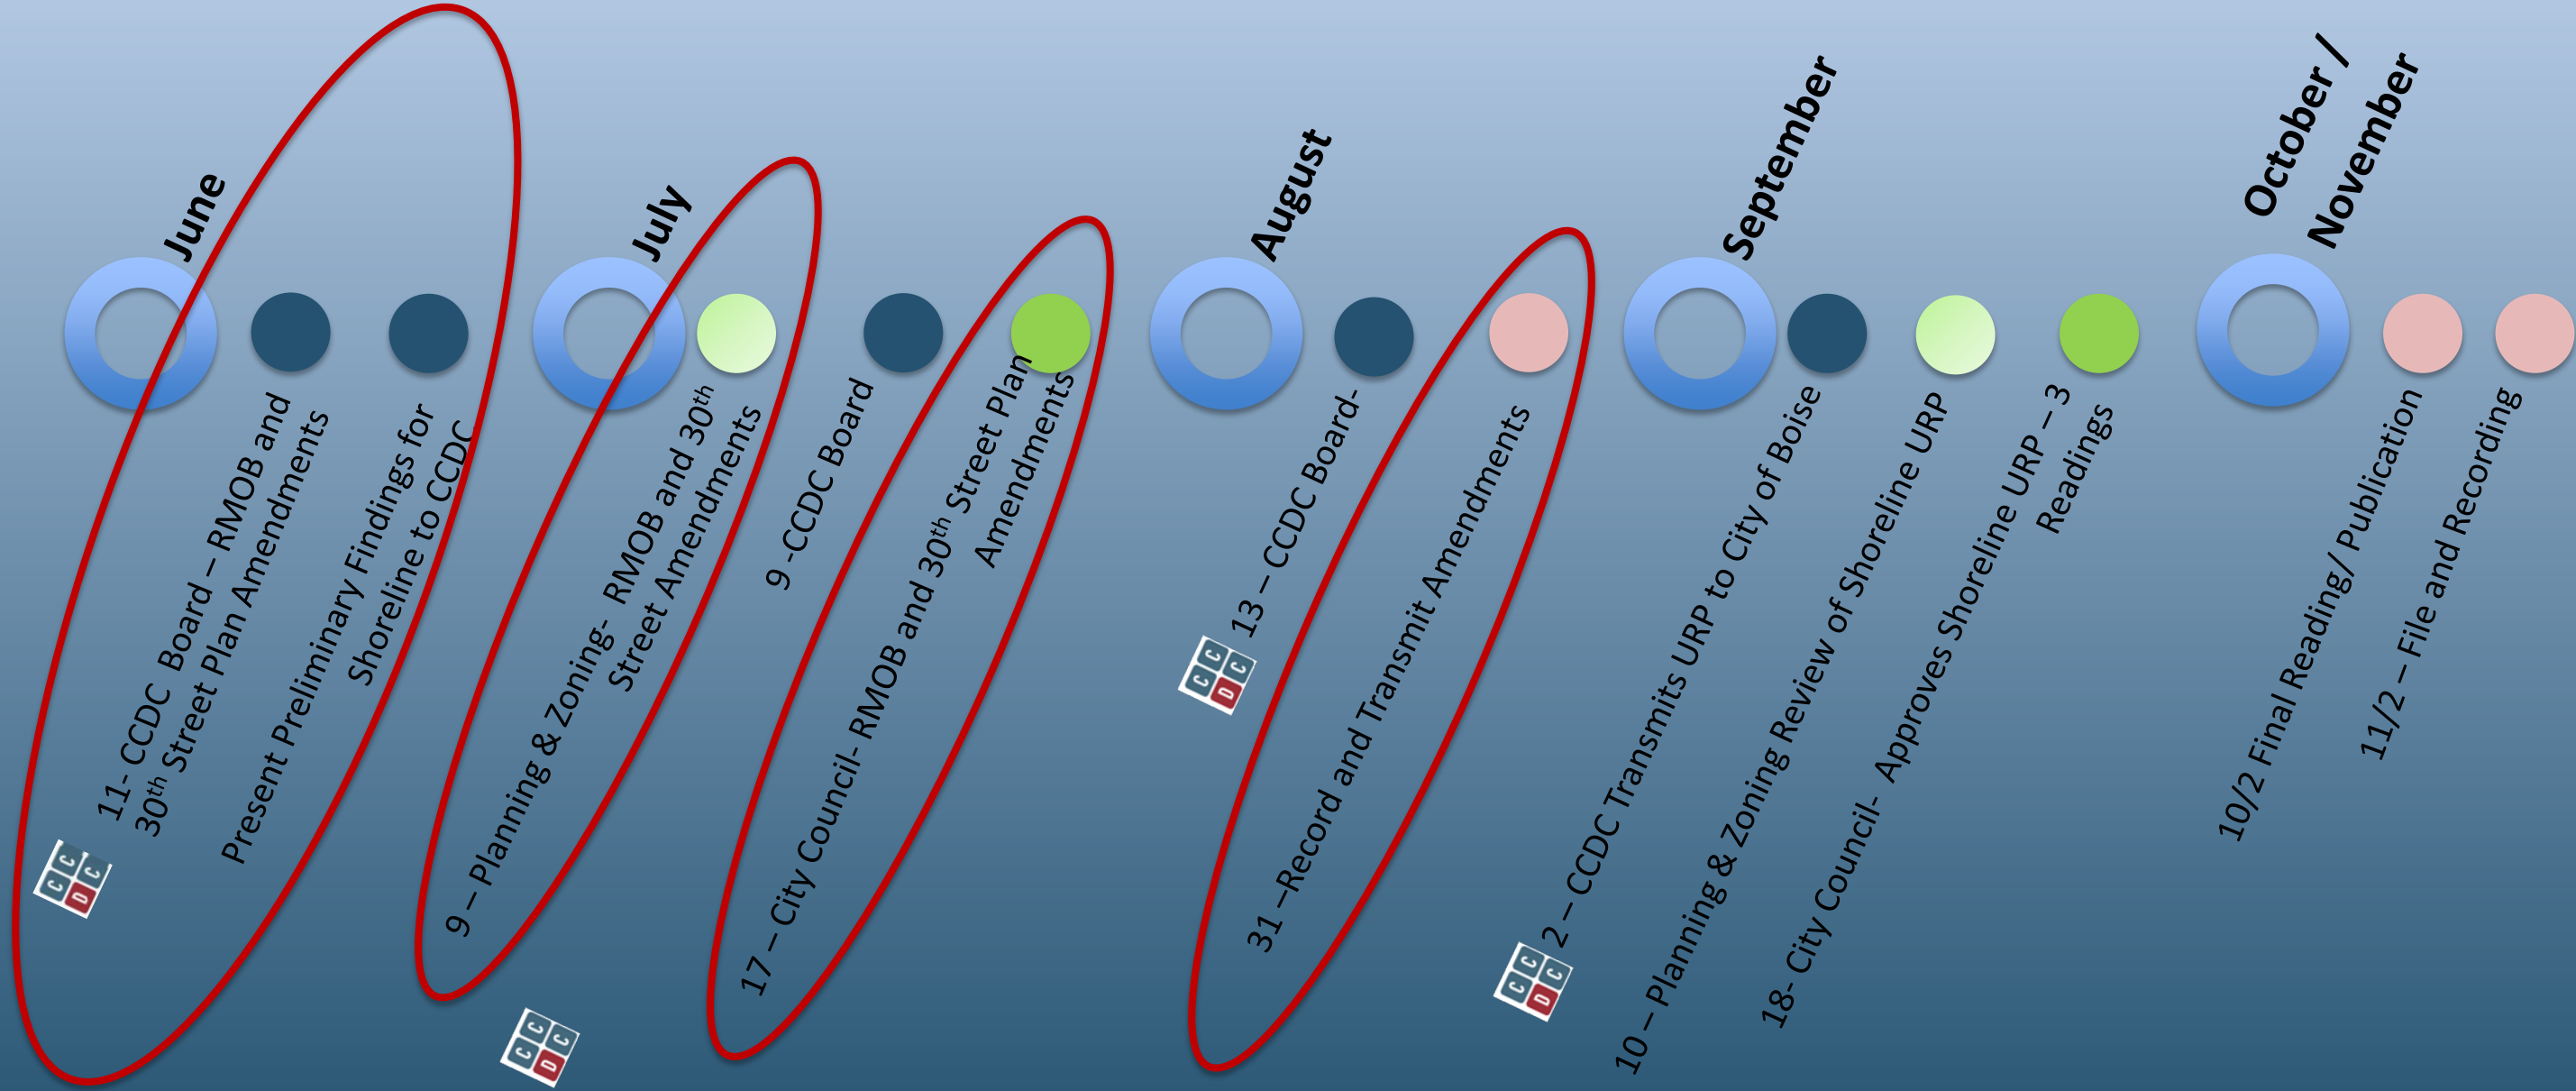 June
11- CCDC Board – RMOB and
30th Street Plan Amendments
Present Preliminary Findings for
Shoreline to CCDC
C C
C D
July
9 – Planning & Zoning- RMOB and 30th
Street Amendments
9 -CCDC Board
17 – City Council- RMOB and 30th Street Plan
Amendments
C C
C D
August
13 – CCDC Board-
31 –Record and Transmit Amendments
C C
C D
September
2 – CCDC Transmits URP to City of Boise
10 – Planning & Zoning Review of Shoreline URP
18- City Council- Approves Shoreline URP – 3
Readings
C C
C D
October /
November
10/2 Final Reading/ Publication
11/2 – File and Recording